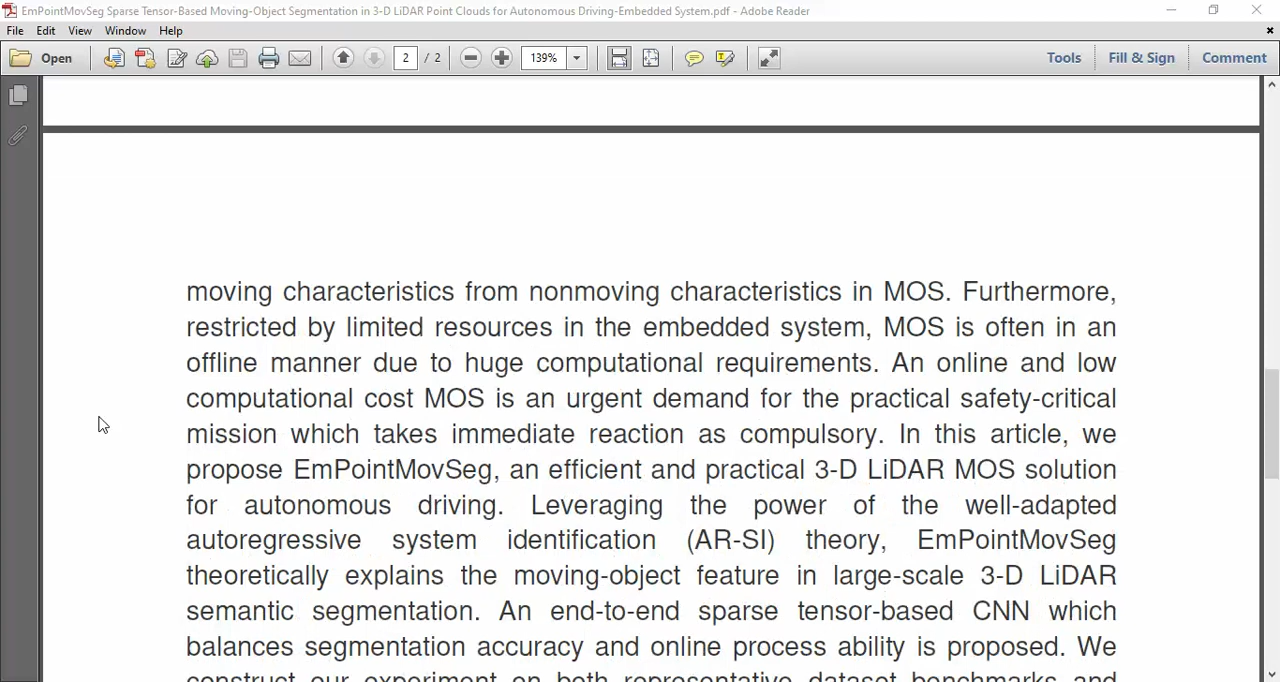 EmPointMovSeg Sparse Tensor-Based Moving-Object Segmentation in 3-D LiDAR Point Clouds for Autonomous Driving-Embedded System.pdf - Adobe Reader
File Edit View Window Help
Open 2 / 2 139% Tools Fill & Sign Comment
moving characteristics from nonmoving characteristics in MOS. Furthermore,
restricted by limited resources in the embedded system, MOS is often in an
offline manner due to huge computational requirements. An online and low
computational cost MOS is an urgent demand for the practical safety-critical
mission which takes immediate reaction as compulsory. In this article, we
propose EmPointMovSeg, an efficient and practical 3-D LiDAR MOS solution
for autonomous driving. Leveraging the power of the well-adapted
autoregressive system identification (AR-SI) theory, EmPointMovSeg
theoretically explains the moving-object feature in large-scale 3-D LiDAR
semantic segmentation. An end-to-end sparse tensor-based CNN which
balances segmentation accuracy and online process ability is proposed. We
construct our experiment on both representative dataset benchmarks and